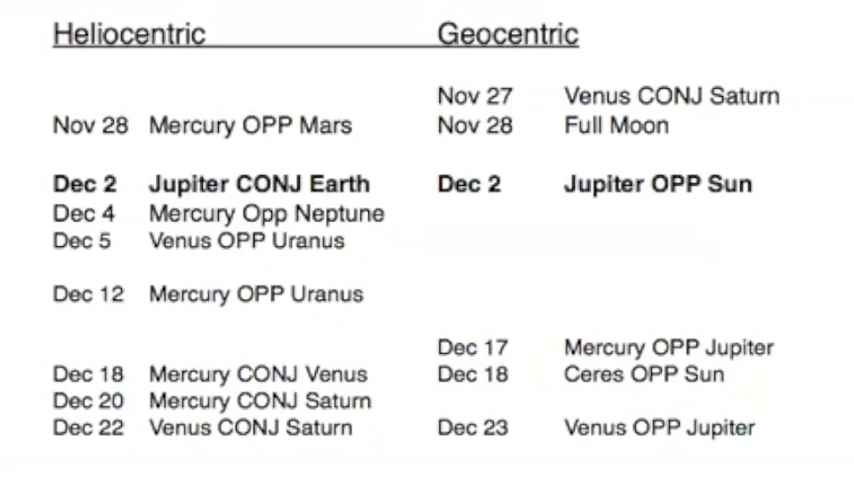 Heliocentric Geocentric
Nov 27 Venus CONJ Saturn
Nov 28 Mercury OPP Mars Nov 28 Full Moon
Dec 2 Jupiter CONJ Earth Dec 2 Jupiter OPP Sun
Dec 4 Mercury Opp Neptune
Dec 5 Venus OPP Uranus
Dec 12 Mercury OPP Uranus
Dec 17 Mercury OPP Jupiter
Dec 18 Mercury CONJ Venus Dec 18 Ceres OPP Sun
Dec 20 Mercury CONJ Saturn
Dec 22 Venus CONJ Saturn Dec 23 Venus OPP Jupiter